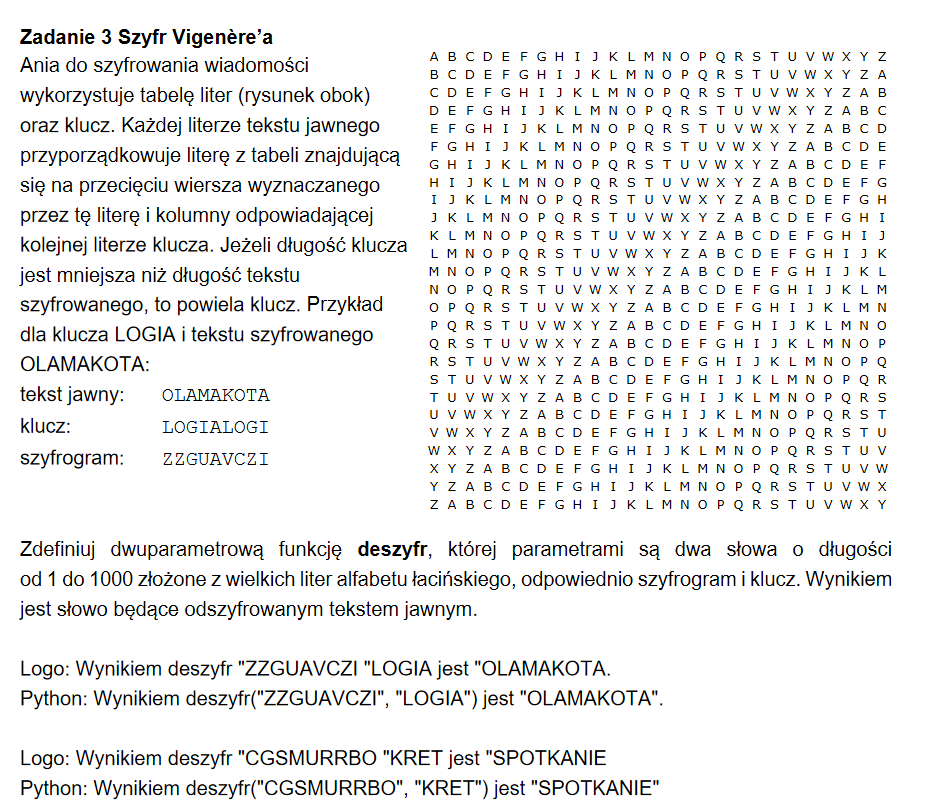 Zadanie 3 Szyfr Vigenère’a
Ania do szyfrowania wiadomości
wykorzystuje tabelę liter (rysunek obok)
oraz klucz. Każdej literze tekstu jawnego
przyporządkowuje literę z tabeli znajdującą
się na przecięciu wiersza wyznaczanego
przez tę literę i kolumny odpowiadającej
kolejnej literze klucza. Jeżeli długość klucza
jest mniejsza niż długość tekstu
szyfrowanego, to powiela klucz. Przykład
dla klucza LOGIA i tekstu szyfrowanego
OLAMAKOTA:
tekst jawny: OLAMAKOTA
klucz: LOGIALOGI
szyfrogram: ZZGUAVCZI
A B C D E F G H I J K L M N O P Q R S T U V W X Y Z
B C D E F G H I J K L M N O P Q R S T U V W X Y Z A
C D E F G H I J K L M N O P Q R S T U V W X Y Z A B
D E F G H I J K L M N O P Q R S T U V W X Y Z A B C
E F G H I J K L M N O P Q R S T U V W X Y Z A B C D
F G H I J K L M N O P Q R S T U V W X Y Z A B C D E
G H I J K L M N O P Q R S T U V W X Y Z A B C D E F
H I J K L M N O P Q R S T U V W X Y Z A B C D E F G
I J K L M N O P Q R S T U V W X Y Z A B C D E F G H
J K L M N O P Q R S T U V W X Y Z A B C D E F G H I
K L M N O P Q R S T U V W X Y Z A B C D E F G H I J
L M N O P Q R S T U V W X Y Z A B C D E F G H I J K
M N O P Q R S T U V W X Y Z A B C D E F G H I J K L
N O P Q R S T U V W X Y Z A B C D E F G H I J K L M
O P Q R S T U V W X Y Z A B C D E F G H I J K L M N
P Q R S T U V W X Y Z A B C D E F G H I J K L M N O
Q R S T U V W X Y Z A B C D E F G H I J K L M N O P
R S T U V W X Y Z A B C D E F G H I J K L M N O P Q
S T U V W X Y Z A B C D E F G H I J K L M N O P Q R
T U V W X Y Z A B C D E F G H I J K L M N O P Q R S
U V W X Y Z A B C D E F G H I J K L M N O P Q R S T
V W X Y Z A B C D E F G H I J K L M N O P Q R S T U
W X Y Z A B C D E F G H I J K L M N O P Q R S T U V
X Y Z A B C D E F G H I J K L M N O P Q R S T U V W
Y Z A B C D E F G H I J K L M N O P Q R S T U V W X
Z A B C D E F G H I J K L M N O P Q R S T U V W X Y
Zdefiniuj dwuparametrową funkcję deszyfr, której parametrami są dwa słowa o długości
od 1 do 1000 złożone z wielkich liter alfabetu łacińskiego, odpowiednio szyfrogram i klucz. Wynikiem
jest słowo będące odszyfrowanym tekstem jawnym.
Logo: Wynikiem deszyfr "ZZGUAVCZI "LOGIA jest "OLAMAKOTA.
Python: Wynikiem deszyfr("ZZGUAVCZI", "LOGIA") jest "OLAMAKOTA".
Logo: Wynikiem deszyfr "CGSMURRBO "KRET jest "SPOTKANIE
Python: Wynikiem deszyfr("CGSMURRBO", "KRET") jest "SPOTKANIE"